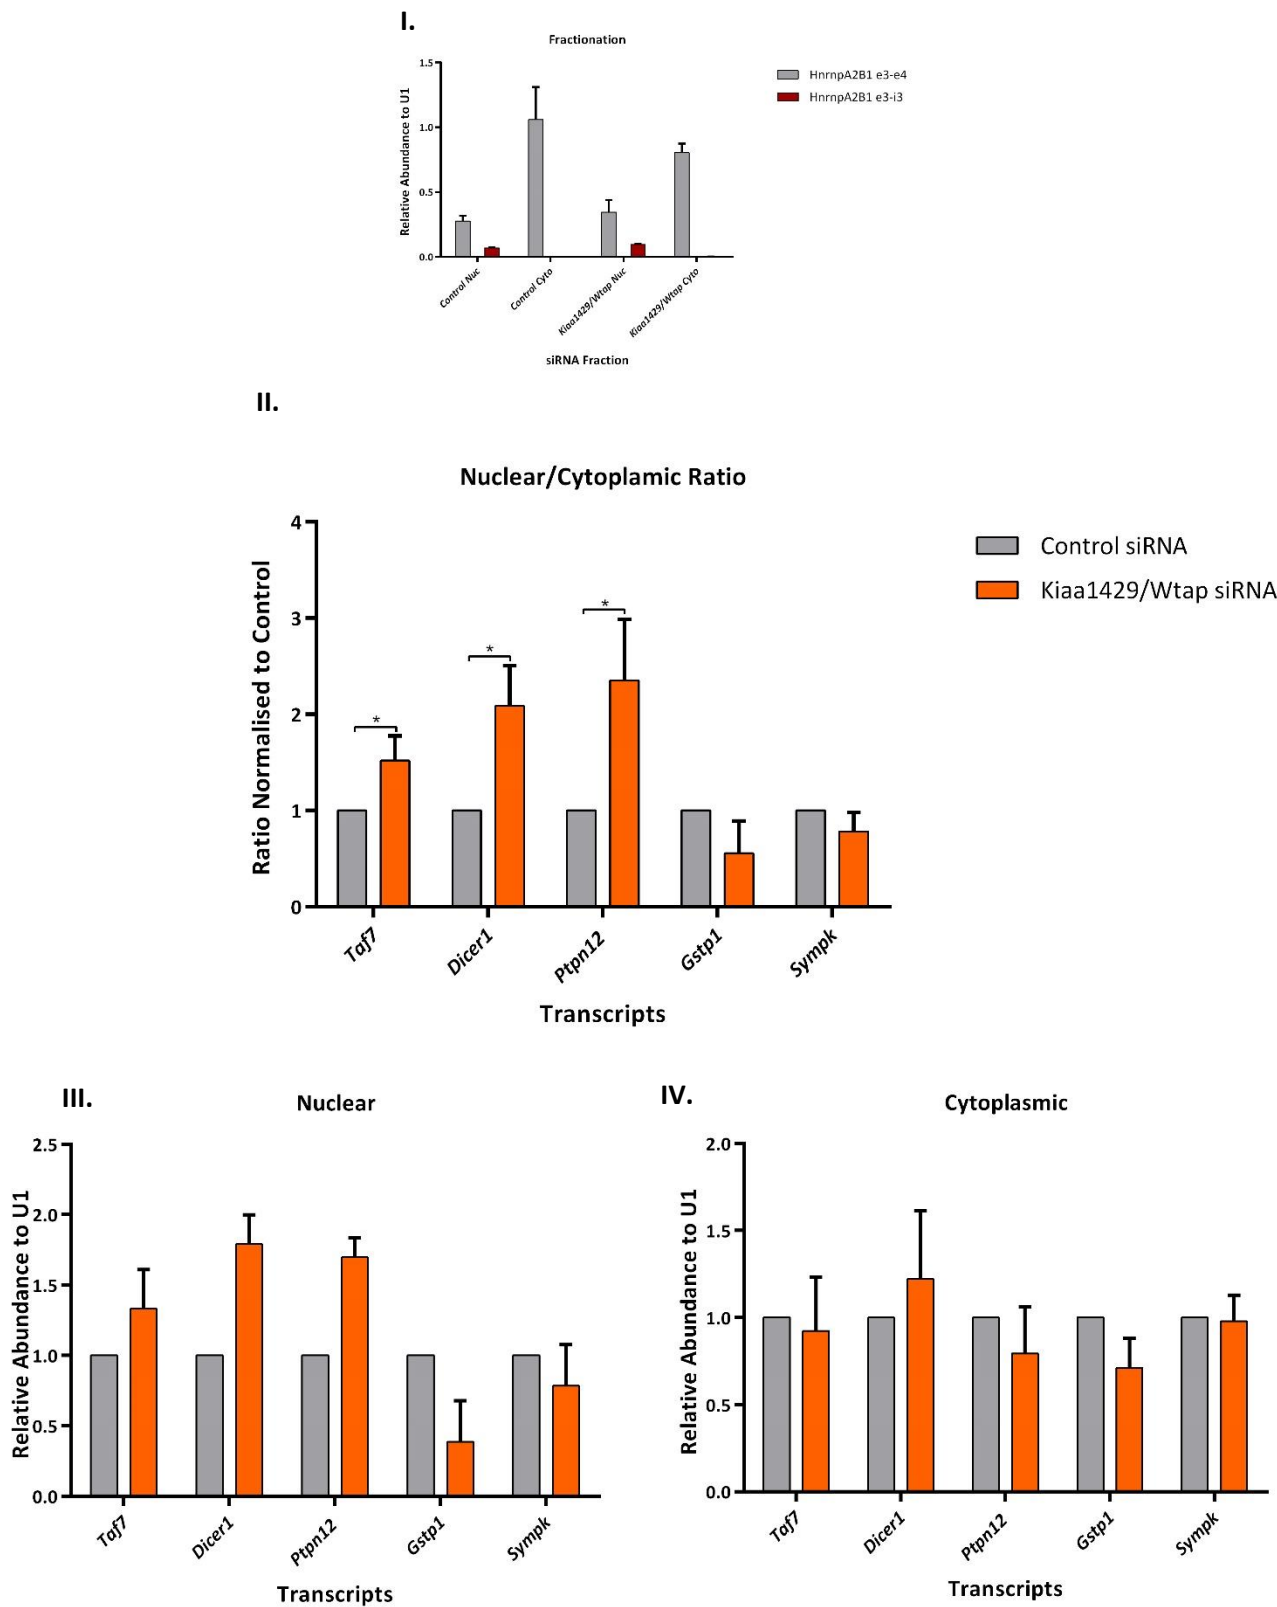 I.
Fractionation
1.5
1.0
0.5
0.0
Relative Abundance to U1
Control Nuc
Control Cyto
Kiaa1429/Wtap Nuc
Kiaa1429/Wtap Cyto
siRNA Fraction
HnrnpA2B1 e3-e4
HnrnpA2B1 e3-i3
II.
Nuclear/Cytoplamic Ratio
4
3
2
1
0
Ratio Normalised to Control
*
*
*
Taf7
Dicer1
Ptpn12
Gstp1
Sympk
Transcripts
Control siRNA
Kiaa1429/Wtap siRNA
III.
Nuclear
2.5
2.0
1.5
1.0
0.5
0.0
Relative Abundance to U1
Taf7
Dicer1
Ptpn12
Gstp1
Sympk
Transcripts
IV.
Cytoplasmic
2.0
1.5
1.0
0.5
0.0
Relative Abundance to U1
Taf7
Dicer1
Ptpn12
Gstp1
Sympk
Transcripts